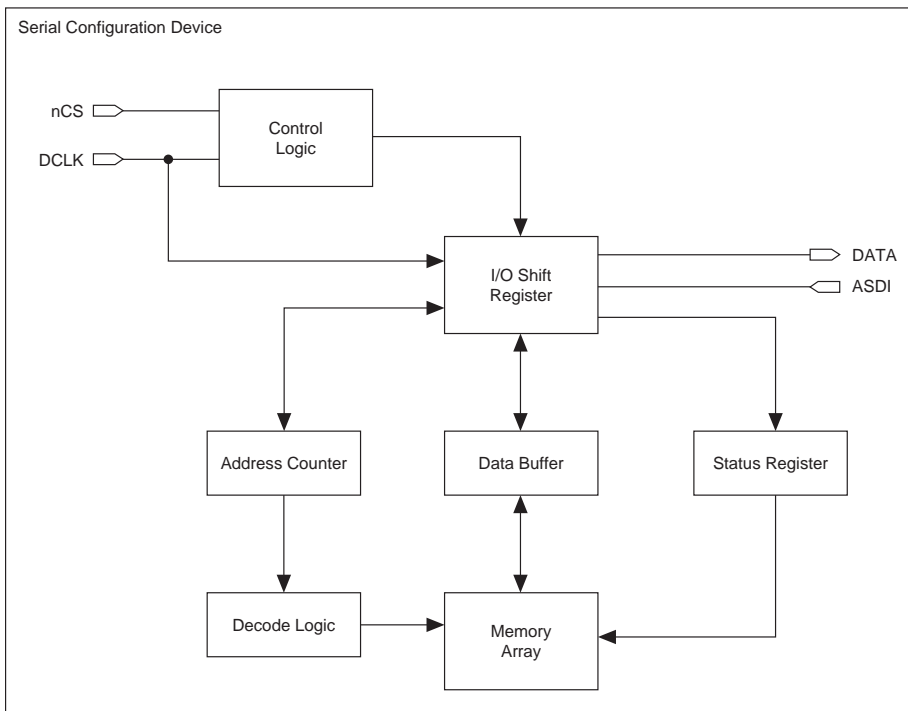 Serial Configuration Device
nCS
DCLK
Control
Logic
I/O Shift
Register
DATA
ASDI
Address Counter
Data Buffer
Status Register
Decode Logic
Memory
Array